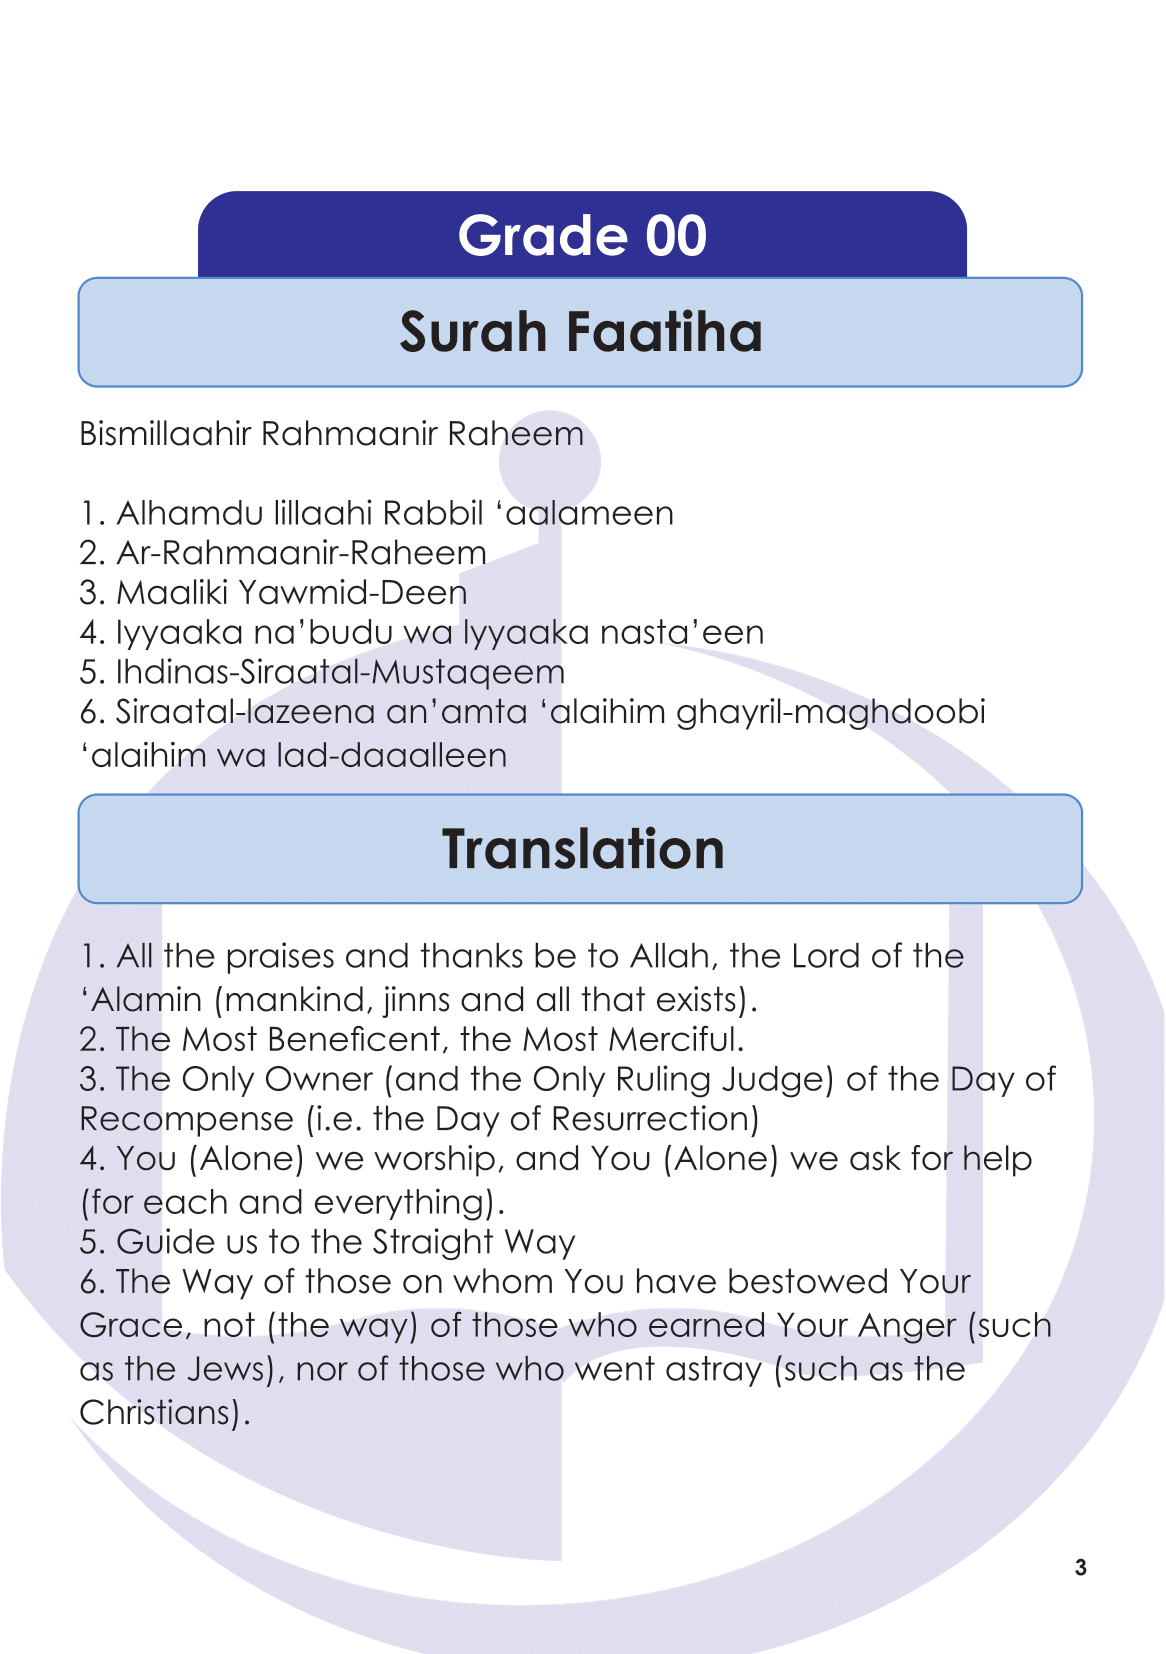 Grade 00
Surah Faatiha
Bismillaahir Rahmaanir Raheem
1. Alhamdu lillaahi Rabbil ‘aalameen
2. Ar-Rahmaanir-Raheem
3. Maaliki Yawmid-Deen
4. Iyyaaka na’budu wa lyyaaka nasta’een
5. Ihdinas-Siraatal-Mustaqeem
6. Siraatal-lazeena an’amta ‘alaihim ghayril-maghdoobi
‘alaihim wa lad-daaalleen
Translation
1. All the praises and thanks be to Allah, the Lord of the
‘Alamin (mankind, jinns and all that exists).
2. The Most Beneficent, the Most Merciful.
3. The Only Owner (and the Only Ruling Judge) of the Day of
Recompense (i.e. the Day of Resurrection)
4. You (Alone) we worship, and You (Alone) we ask for help
(for each and everything).
5. Guide us to the Straight Way
6. The Way of those on whom You have bestowed Your
Grace, not (the way) of those who earned Your Anger (such
as the Jews), nor of those who went astray (such as the
Christians).
3